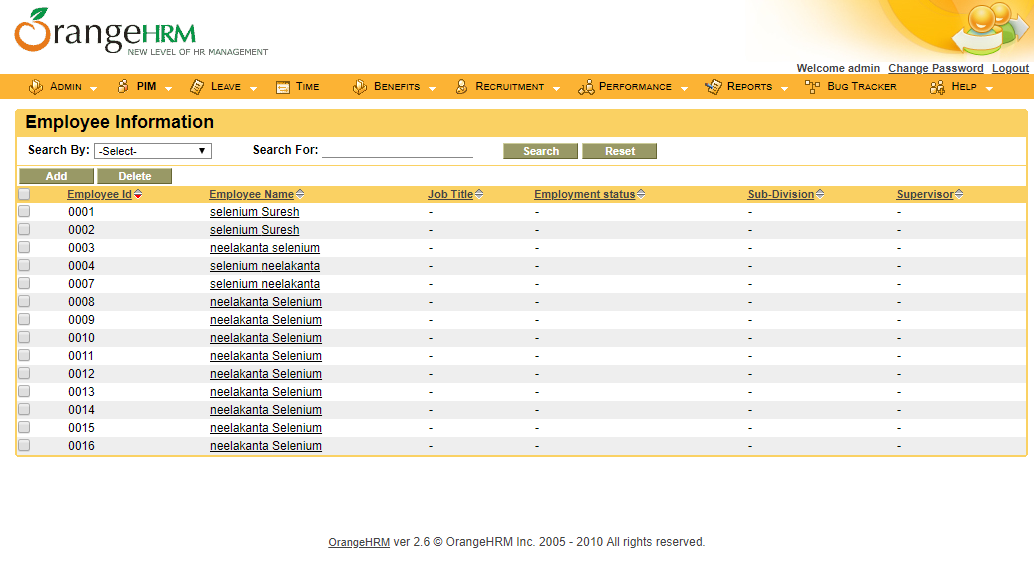 OrangeHRM
NEW LEVEL OF HR MANAGEMENT
Welcome admin Change Password Logout
ADMIN PIM LEAVE TIME BENEFITS RECRUITMENT PERFORMANCE REPORTS BUG TRACKER HELP
Employee Information
Search By: -Select- Search For: Search Reset
Add Delete
Employee Id Employee Name Job Title Employment status Sub-Division Supervisor
0001 selenium Suresh - - - -
0002 selenium Suresh - - - -
0003 neelakanta selenium - - - -
0004 selenium neelakanta - - - -
0007 selenium neelakanta - - - -
0008 neelakanta Selenium - - - -
0009 neelakanta Selenium - - - -
0010 neelakanta Selenium - - - -
0011 neelakanta Selenium - - - -
0012 neelakanta Selenium - - - -
0013 neelakanta Selenium - - - -
0014 neelakanta Selenium - - - -
0015 neelakanta Selenium - - - -
0016 neelakanta Selenium - - - -
OrangeHRM ver 2.6 © OrangeHRM Inc. 2005 - 2010 All rights reserved.